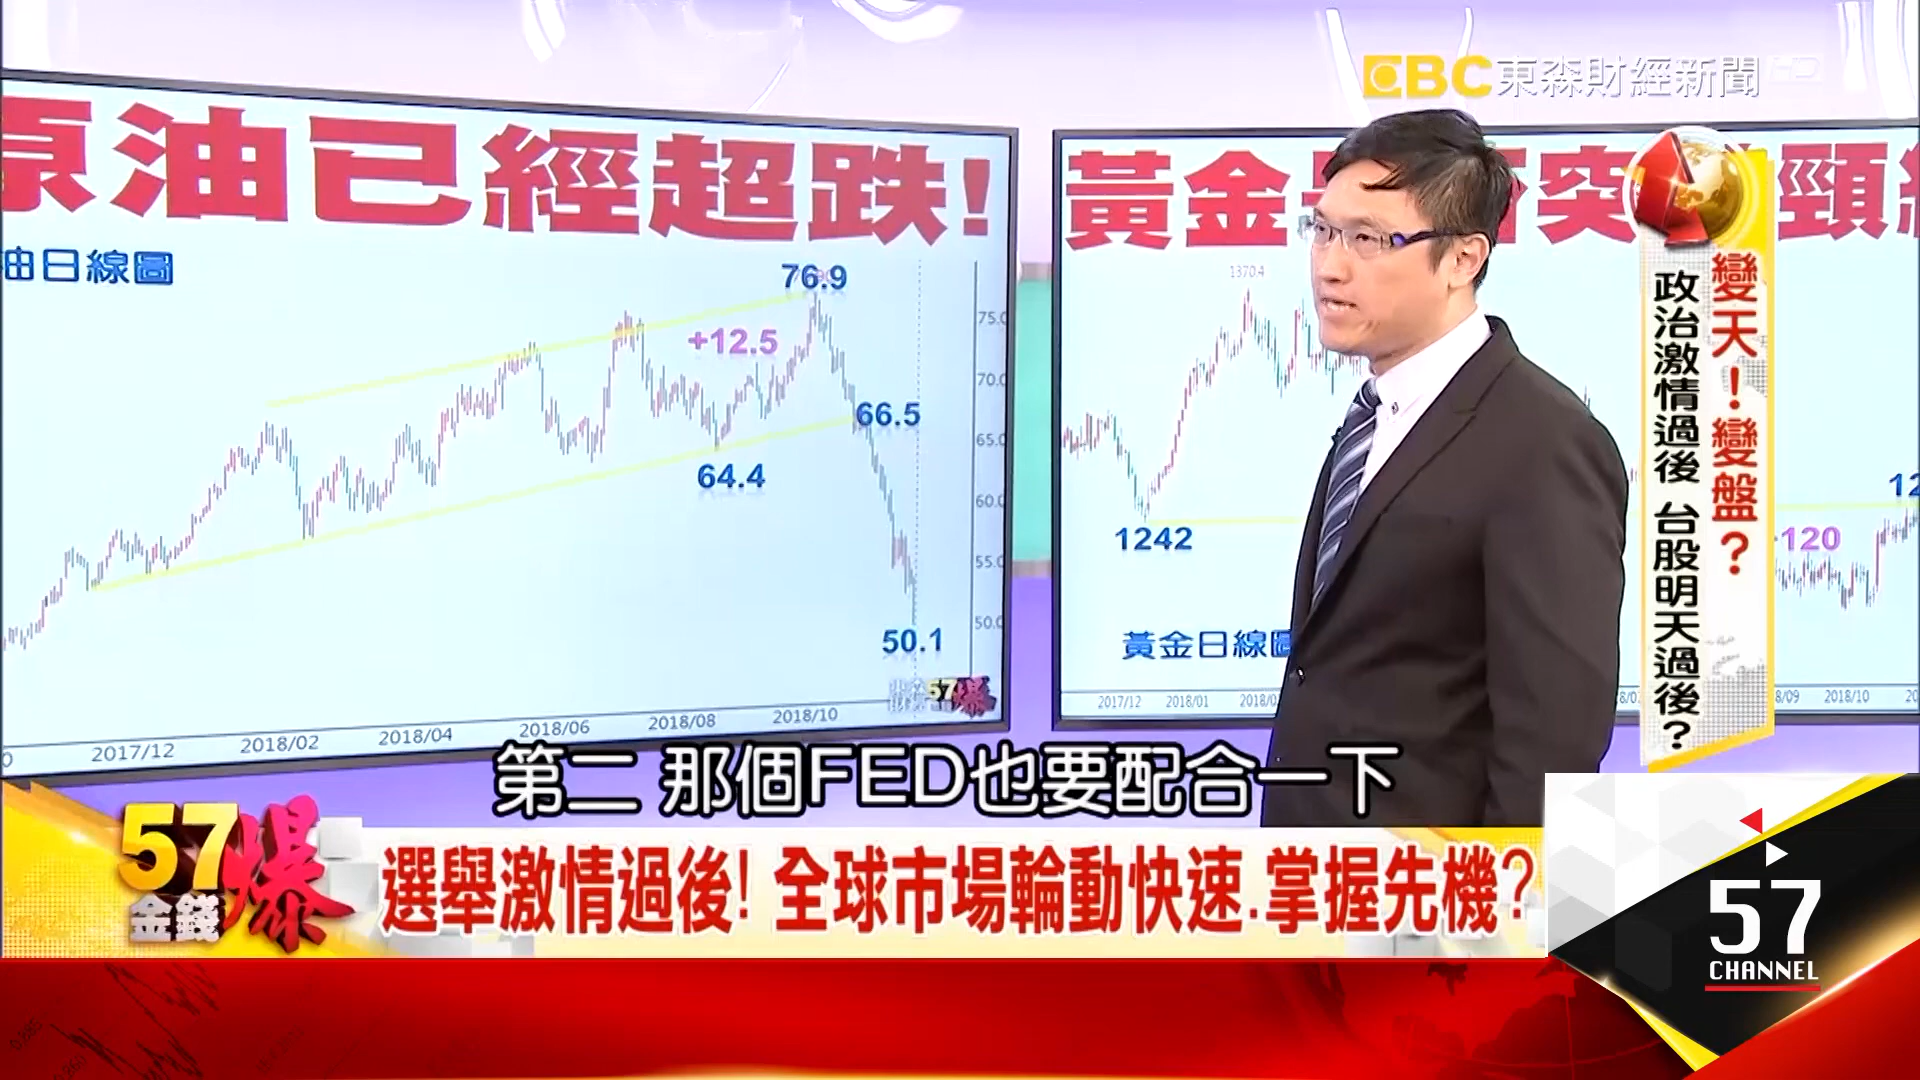 EBC東森財經新聞 HD
原油已經超跌!
油日線圖
76.9
+12.5
66.5
64.4
50.1
75.0
70.0
65.0
60.0
55.0
50.0
2017/12
2018/02
2018/04
2018/06
2018/08
2018/10
57爆
黃金
突
頸
1370.4
1242
120
黃金日線圖
2017/12
2018/01
2018/10
變天!變盤?
政治激情過後 台股明天過後?
第二 那個FED也要配合一下
57金錢爆
選舉激情過後! 全球市場輪動快速.掌握先機?
57
CHANNEL